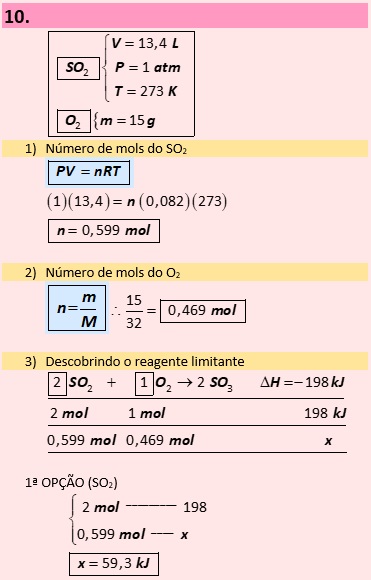 10.
SO₂ { V = 13,4 L
P = 1 atm
T = 273 K
O₂ {m = 15 g
1) Número de mols do SO₂
PV = nRT
(1)(13,4) = n (0,082)(273)
n = 0,599 mol
2) Número de mols do O₂
n = m/M ∴ 15/32 = 0,469 mol
3) Descobrindo o reagente limitante
2 SO₂ + 1 O₂ → 2 SO₃ ΔH = −198 kJ
2 mol 1 mol 198 kJ
0,599 mol 0,469 mol x
1ª OPÇÃO (SO₂)
{ 2 mol ———— 198
0,599 mol —— x
x = 59,3 kJ